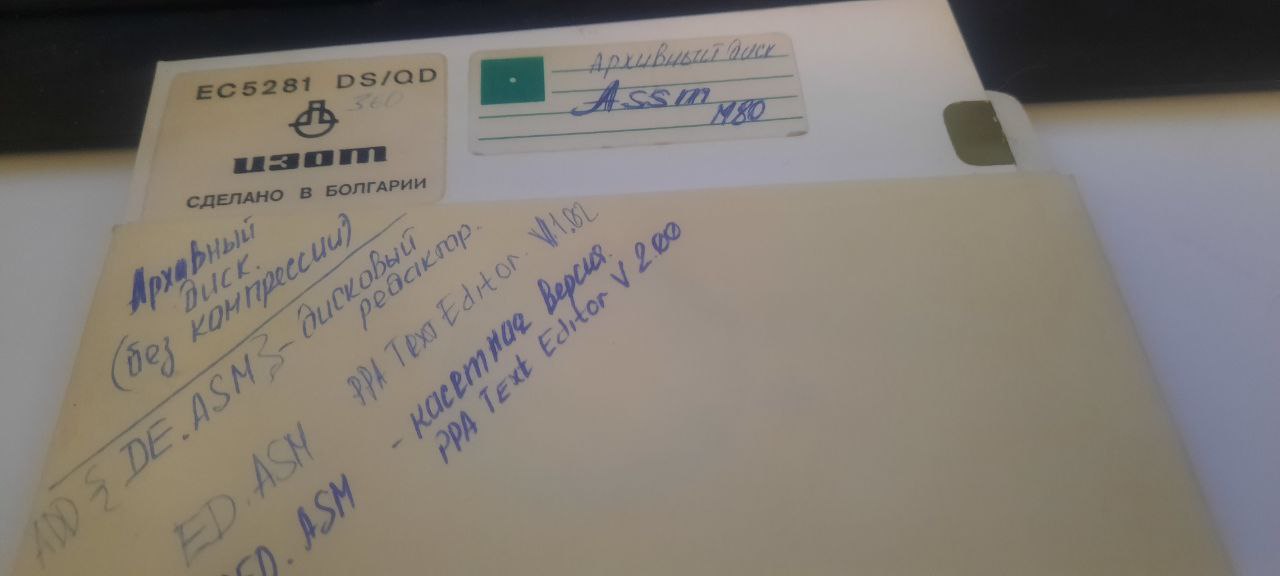 ЕС5281 DS/QD
360
изот
СДЕЛАНО В БОЛГАРИИ
Архивный диск
Assm
M80
Архивный
диск.
(без компрессии)
ADD { DE.ASM } - дисковый
редактор.
ED.ASM PPA Text Editor. V1.02
ED. ASM - касетная версия.
PPA Text Editor V 2.00